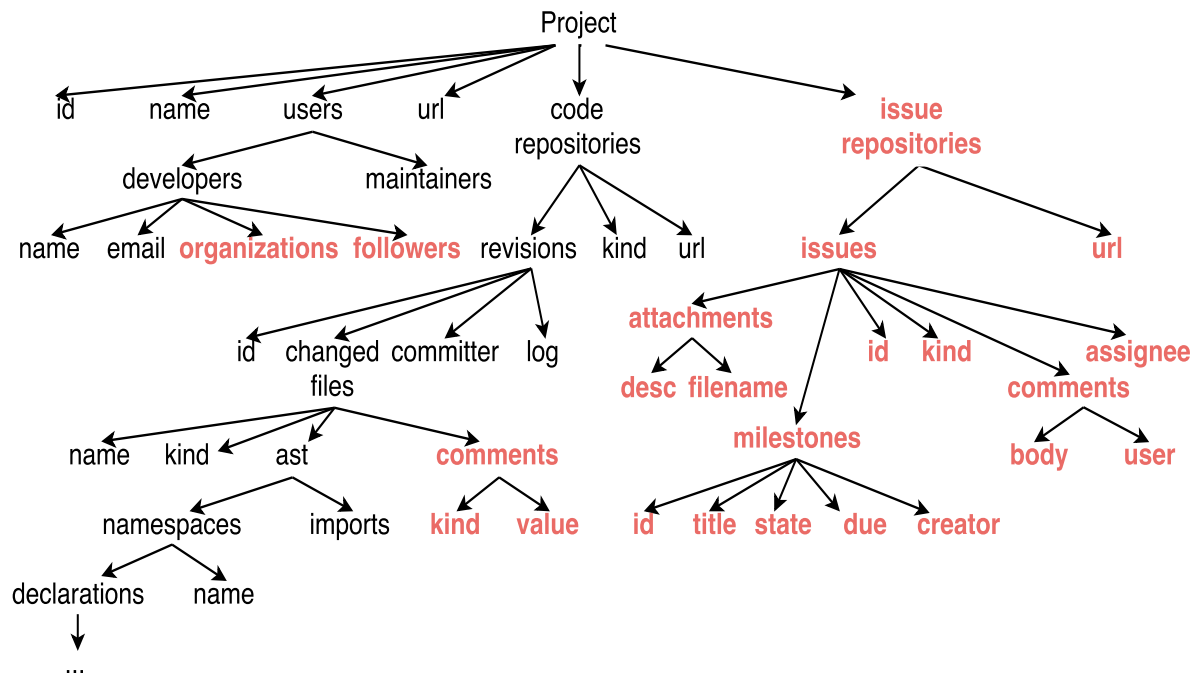 Project
id name users url code issue
repositories repositories
developers maintainers
name email organizations followers revisions kind url issues url
attachments
id changed committer log id kind assignee
files desc filename comments
milestones
name kind ast comments body user
namespaces imports kind value id title state due creator
declarations name
...